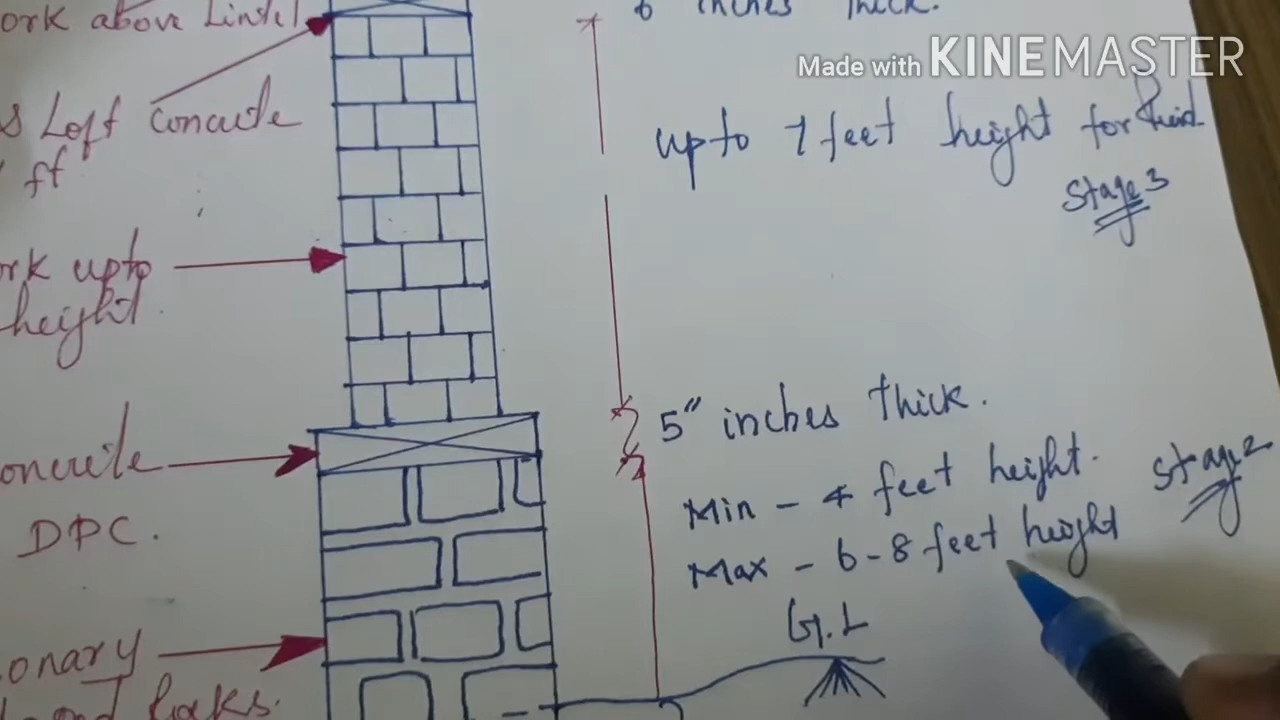 ork above Lintel
6 inches thick.
Made with KINEMASTER
s Loft concrete
ft
upto 7 feet height for
Stage 3
ork upto
height.
5" inches thick.
oncrete
DPC.
Min - 4 feet height.
Max - 6-8 feet height
Stage 2
G.L
onary